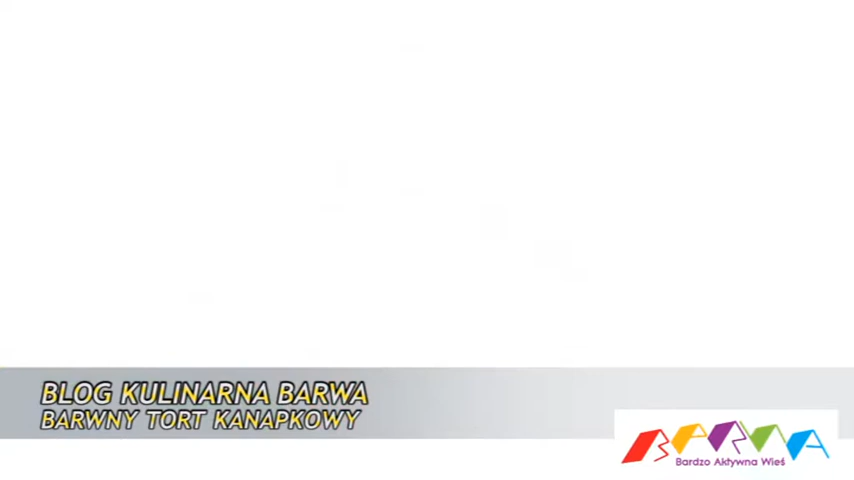 BLOG KULINARNA BARWA
BARWNY TORT KANAPKOWY
BARWA
Bardzo Aktywna Wieś